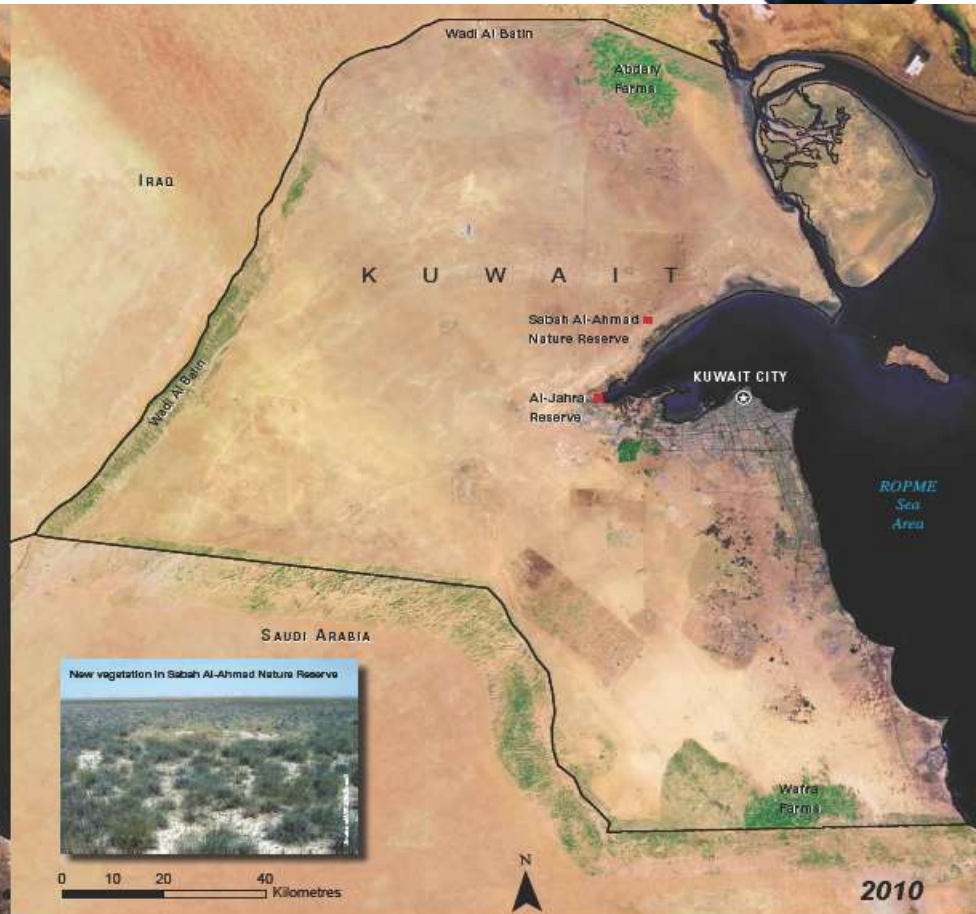 Wadi Al Batin
Abdaly
Farms
IRAQ
KUWAIT
Sabah Al-Ahmad
Nature Reserve
KUWAIT CITY
Al-Jahra
Reserve
Wadi Al Batin
ROPME
Sea
Area
SAUDI ARABIA
New vegetation in Sabah Al-Ahmad Nature Reserve
Wafra
Farms
0 10 20 40
Kilometres
N
2010